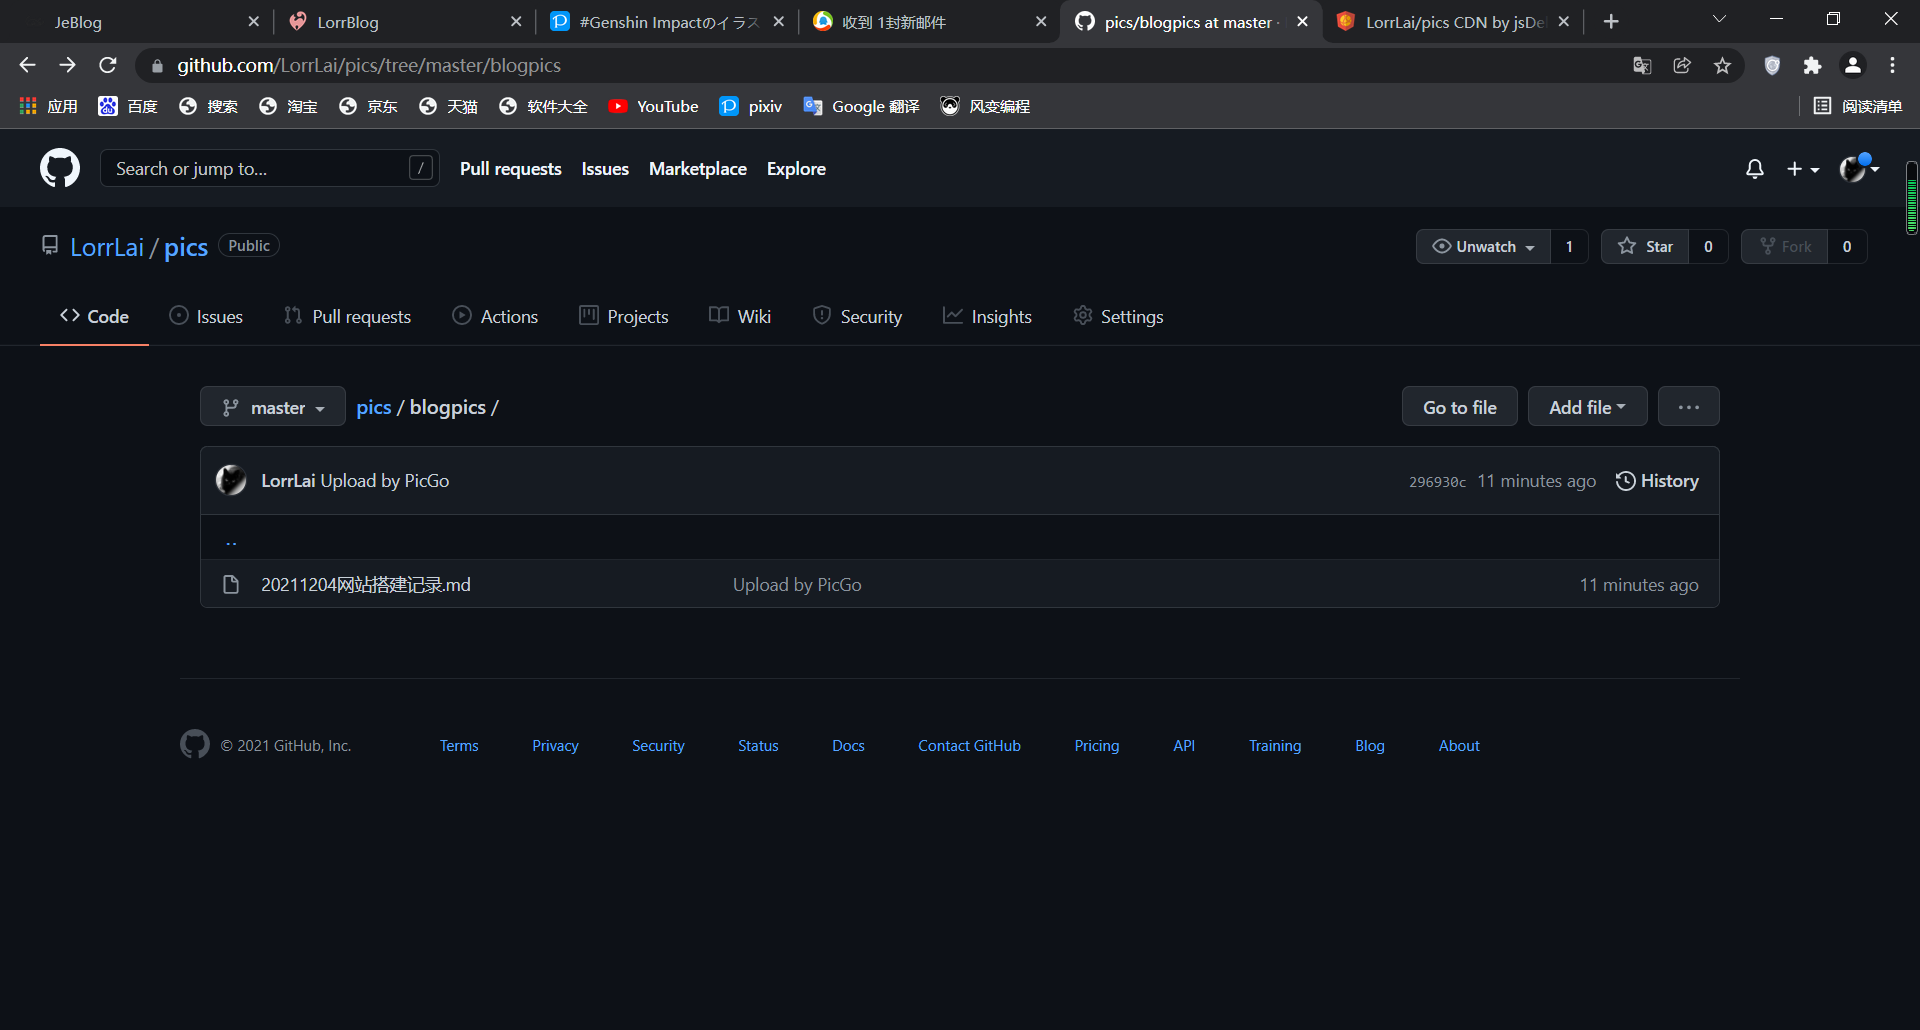 JeBlog
LorrBlog
#Genshin Impactのイラス
收到 1封新邮件
pics/blogpics at master ·
LorrLai/pics CDN by jsDel
github.com/LorrLai/pics/tree/master/blogpics
应用 百度 搜索 淘宝 京东 天猫 软件大全 YouTube pixiv Google 翻译 风变编程 阅读清单
Search or jump to... / Pull requests Issues Marketplace Explore
LorrLai / pics Public Unwatch 1 Star 0 Fork 0
Code Issues Pull requests Actions Projects Wiki Security Insights Settings
master pics / blogpics / Go to file Add file ...
LorrLai Upload by PicGo 296930c 11 minutes ago History
..
20211204网站搭建记录.md Upload by PicGo 11 minutes ago
© 2021 GitHub, Inc. Terms Privacy Security Status Docs Contact GitHub Pricing API Training Blog About